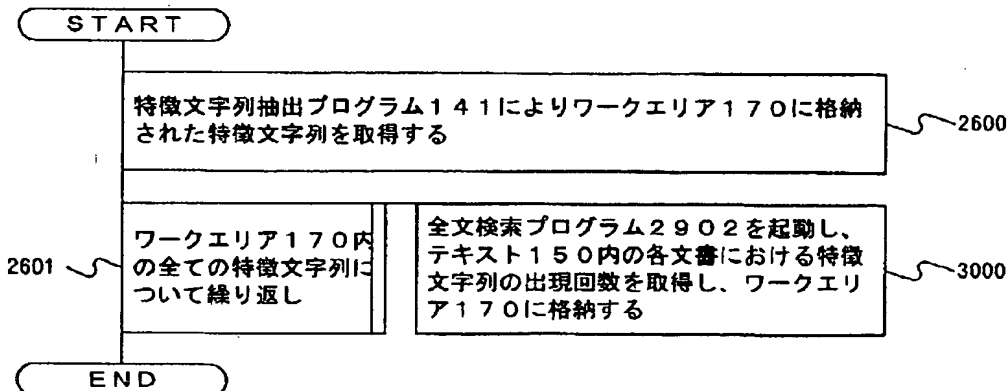 START
特徴文字列抽出プログラム141によりワークエリア170に格納
された特徴文字列を取得する
2600
ワークエリア170内
の全ての特徴文字列に
ついて繰り返し
2601
全文検索プログラム2902を起動し、
テキスト150内の各文書における特徴
文字列の出現回数を取得し、ワークエリ
ア170に格納する
3000
END